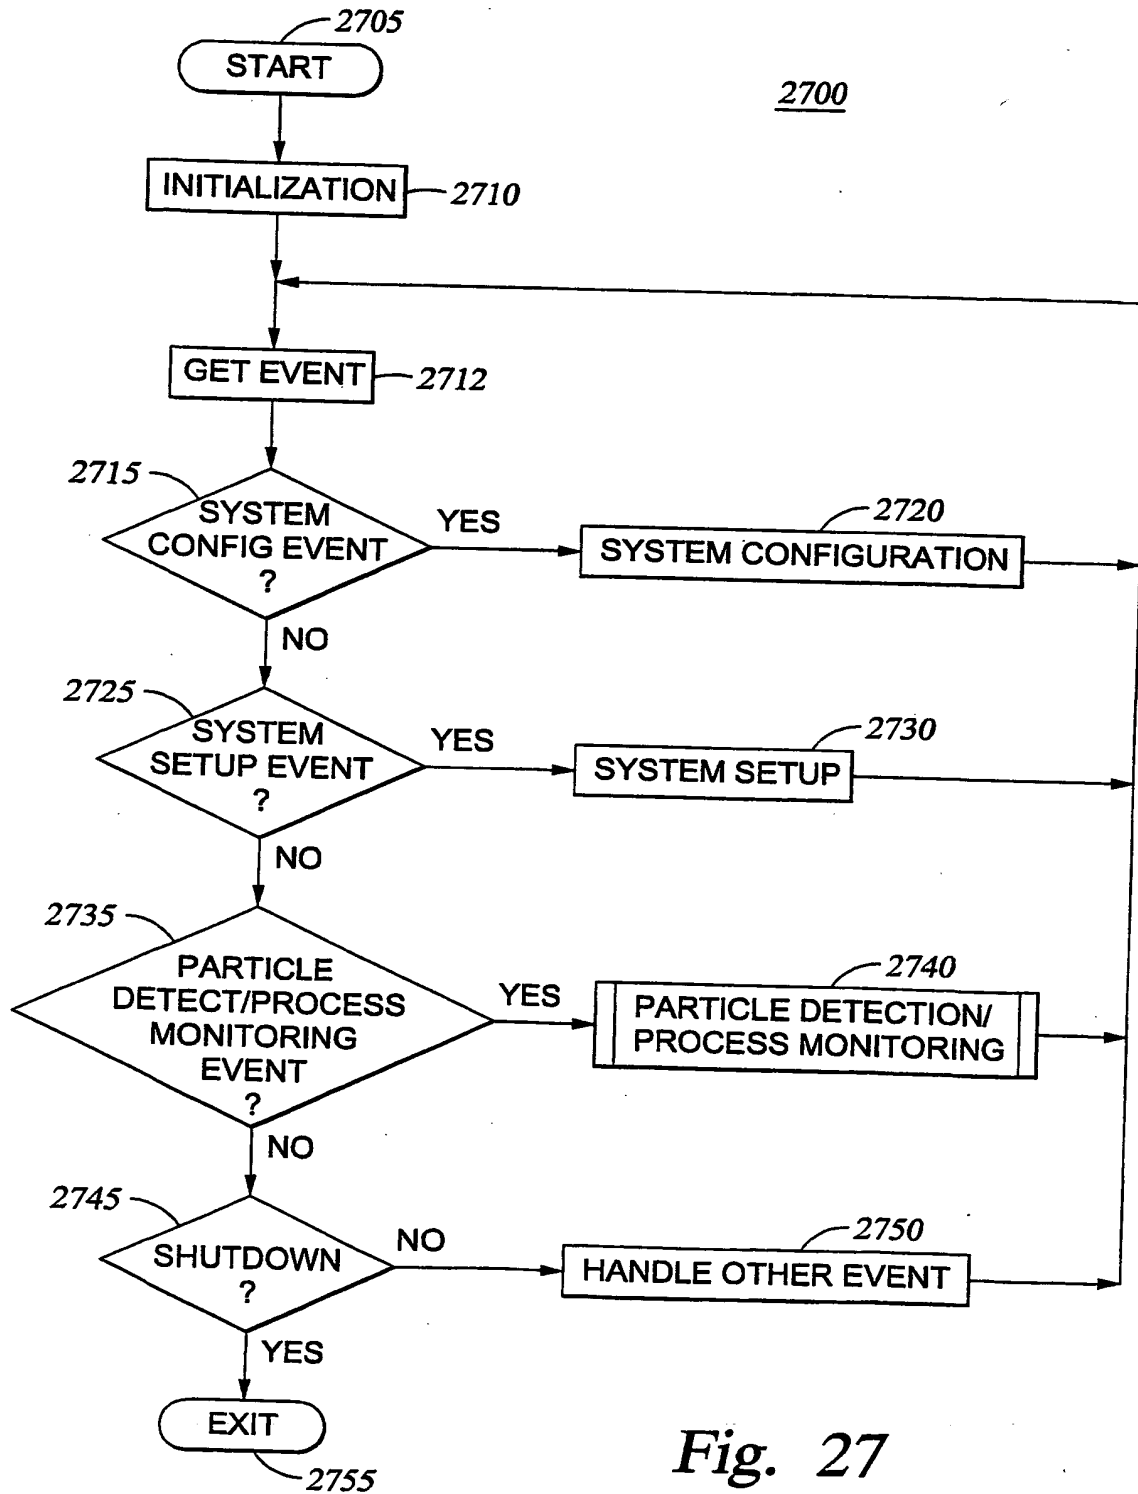 2705
START
2700
INITIALIZATION
2710
GET EVENT
2712
2715
SYSTEM
CONFIG EVENT
?
YES
2720
SYSTEM CONFIGURATION
NO
2725
SYSTEM
SETUP EVENT
?
YES
2730
SYSTEM SETUP
NO
2735
PARTICLE
DETECT/PROCESS
MONITORING
EVENT
?
YES
2740
PARTICLE DETECTION/
PROCESS MONITORING
NO
2745
SHUTDOWN
?
NO
2750
HANDLE OTHER EVENT
YES
EXIT
2755
Fig. 27